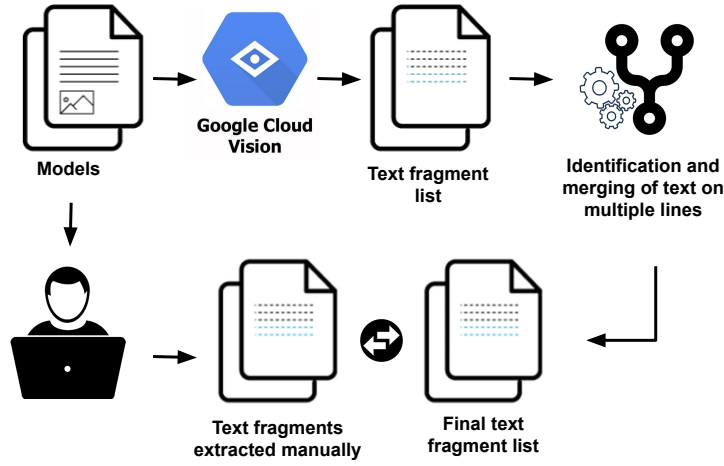 Models
Google Cloud
Vision
Text fragment
list
Identification and
merging of text on
multiple lines
Text fragments
extracted manually
Final text
fragment list